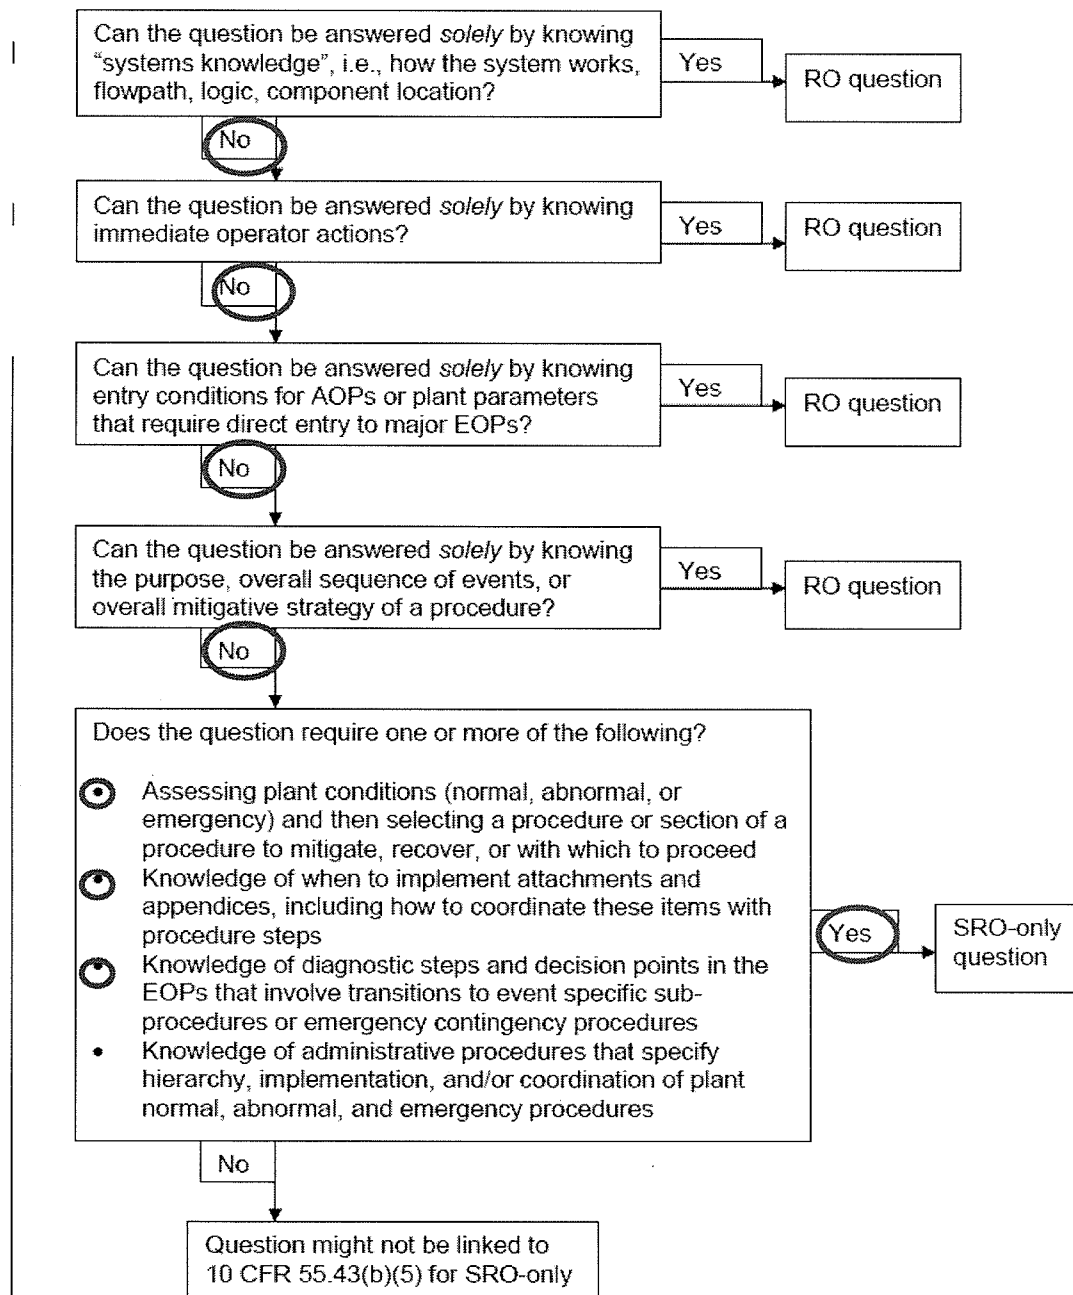 Can the question be answered solely by knowing
"systems knowledge", i.e., how the system works,
flowpath, logic, component location?
Yes
RO question
No
Can the question be answered solely by knowing
immediate operator actions?
Yes
RO question
No
Can the question be answered solely by knowing
entry conditions for AOPs or plant parameters
that require direct entry to major EOPs?
Yes
RO question
No
Can the question be answered solely by knowing
the purpose, overall sequence of events, or
overall mitigative strategy of a procedure?
Yes
RO question
No
Does the question require one or more of the following?
• Assessing plant conditions (normal, abnormal, or
emergency) and then selecting a procedure or section of a
procedure to mitigate, recover, or with which to proceed
• Knowledge of when to implement attachments and
appendices, including how to coordinate these items with
procedure steps
• Knowledge of diagnostic steps and decision points in the
EOPs that involve transitions to event specific sub-
procedures or emergency contingency procedures
• Knowledge of administrative procedures that specify
hierarchy, implementation, and/or coordination of plant
normal, abnormal, and emergency procedures
Yes
SRO-only
question
No
Question might not be linked to
10 CFR 55.43(b)(5) for SRO-only